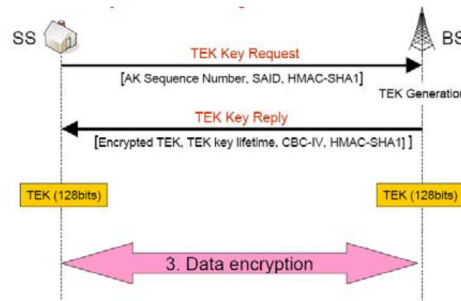 SS
BS
TEK Key Request
[AK Sequence Number, SAID, HMAC-SHA1]
TEK Generation
TEK Key Reply
[Encrypted TEK, TEK key lifetime, CBC-IV, HMAC-SHA1] ]
TEK (128bits)
TEK (128bits)
3. Data encryption